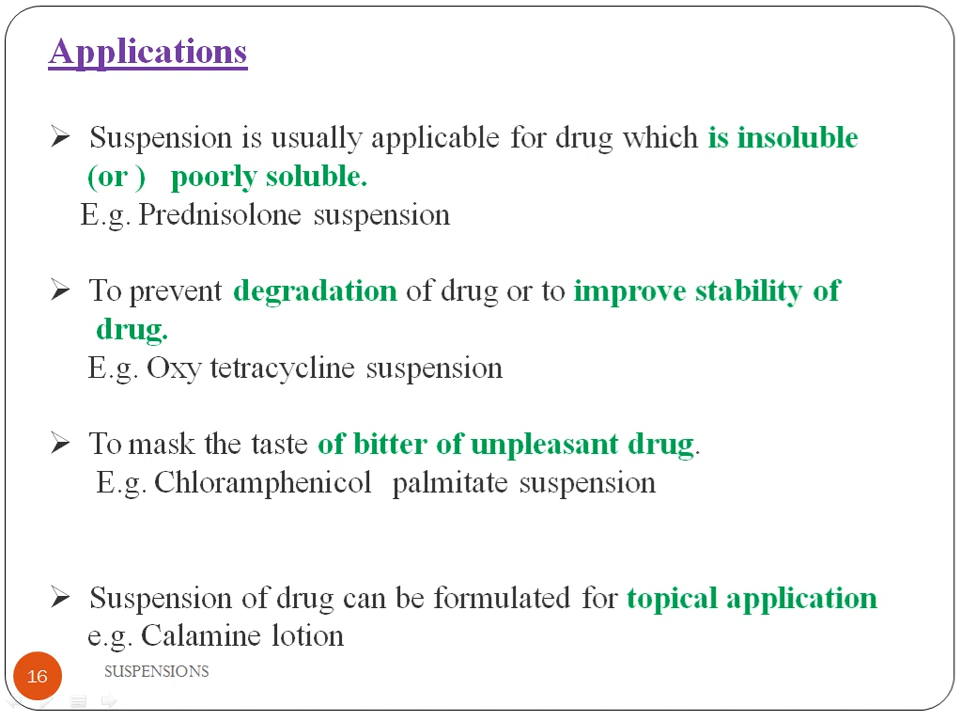 Applications
➢ Suspension is usually applicable for drug which is insoluble
(or ) poorly soluble.
E.g. Prednisolone suspension
➢ To prevent degradation of drug or to improve stability of
drug.
E.g. Oxy tetracycline suspension
➢ To mask the taste of bitter of unpleasant drug.
E.g. Chloramphenicol palmitate suspension
➢ Suspension of drug can be formulated for topical application
e.g. Calamine lotion
16 SUSPENSIONS